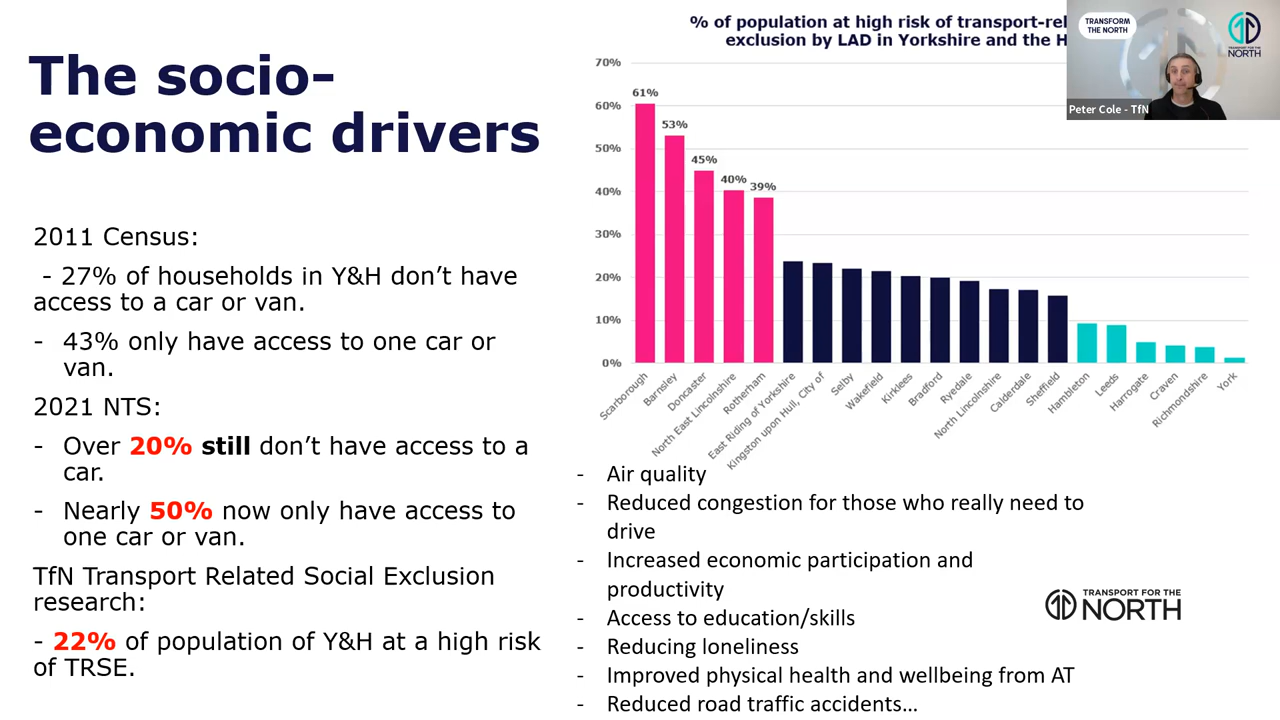 The socio-
economic drivers
2011 Census:
- 27% of households in Y&H don’t have
access to a car or van.
- 43% only have access to one car or
van.
2021 NTS:
- Over 20% still don’t have access to a
car.
- Nearly 50% now only have access to
one car or van.
TfN Transport Related Social Exclusion
research:
- 22% of population of Y&H at a high risk
of TRSE.
% of population at high risk of transport-rel
exclusion by LAD in Yorkshire and the H
70%
60%
50%
40%
30%
20%
10%
0%
61%
53%
45%
40%
39%
Scarborough
Barnsley
Doncaster
North East Lincolnshire
Rotherham
East Riding of Yorkshire
Kingston upon Hull, City of
Selby
Wakefield
Kirklees
Bradford
Ryedale
North Lincolnshire
Calderdale
Sheffield
Hambleton
Leeds
Harrogate
Craven
Richmondshire
York
TRANSFORM
THE NORTH
TRANSPORT FOR THE
NORTH
Peter Cole - TfN
- Air quality
- Reduced congestion for those who really need to
drive
- Increased economic participation and
productivity
- Access to education/skills
- Reducing loneliness
- Improved physical health and wellbeing from AT
- Reduced road traffic accidents…
TRANSPORT FOR THE
NORTH